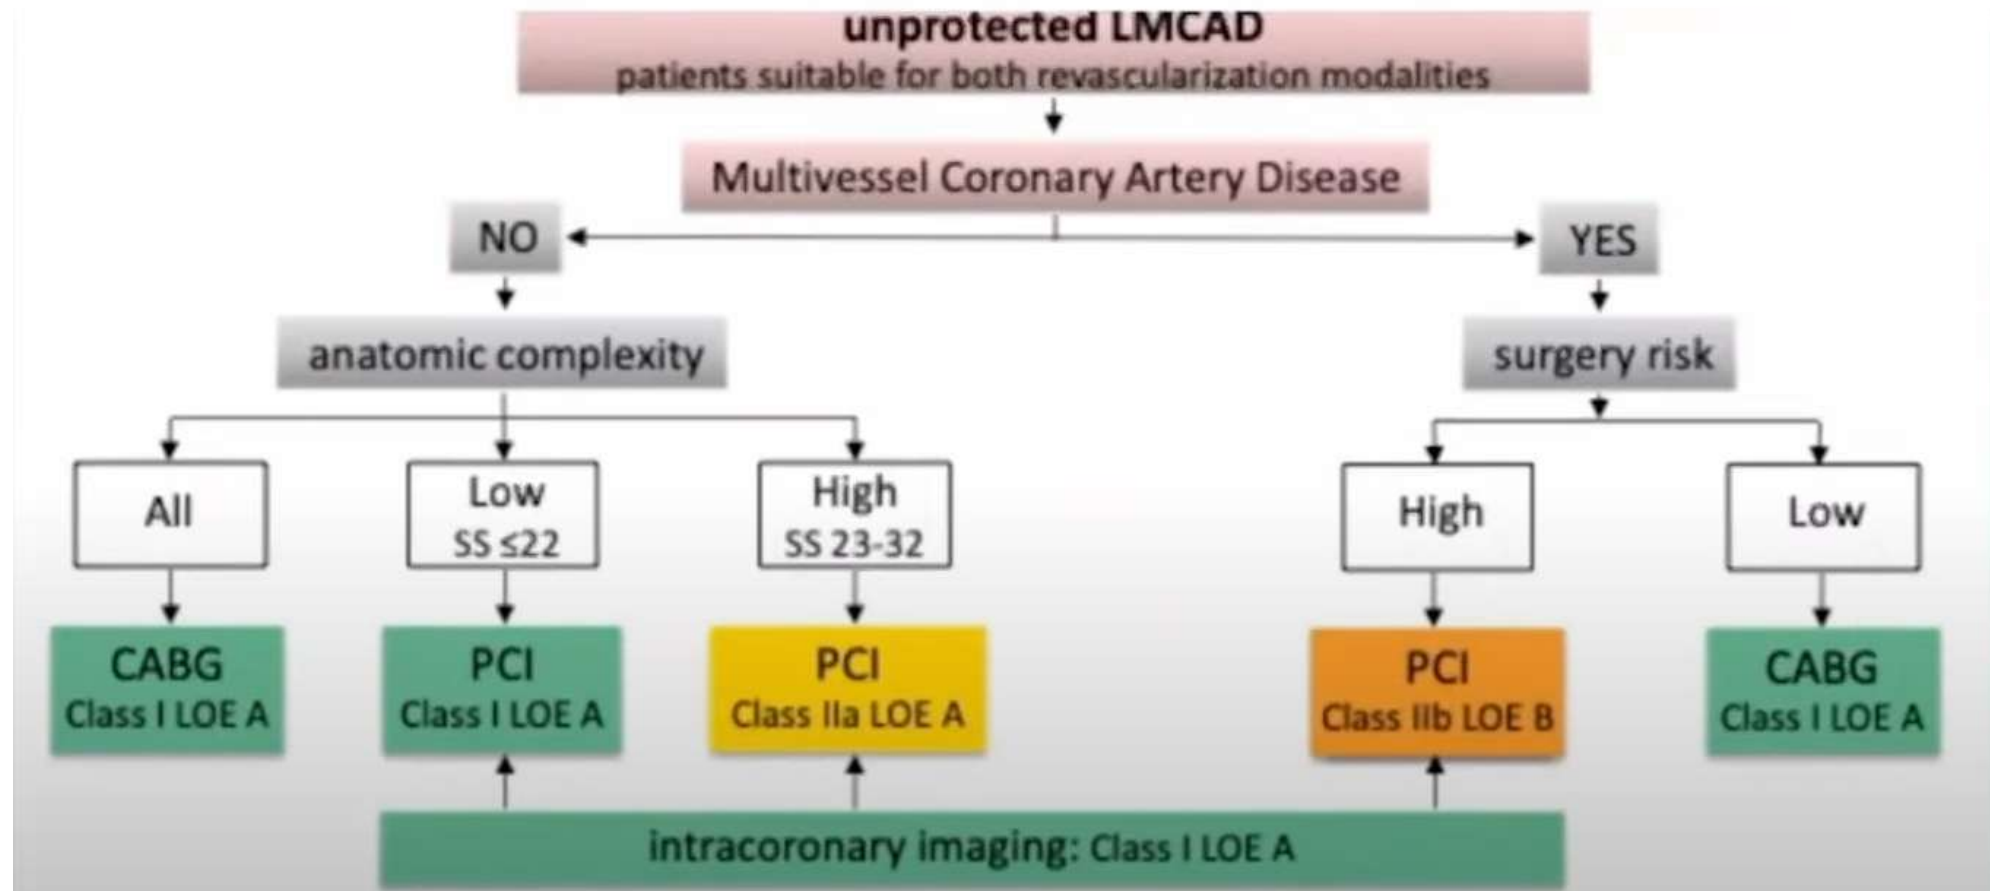 unprotected LMCAD
patients suitable for both revascularization modalities
Multivessel Coronary Artery Disease
NO
YES
anatomic complexity
surgery risk
All
Low
SS ≤22
High
SS 23-32
High
Low
CABG
Class I LOE A
PCI
Class I LOE A
PCI
Class IIa LOE A
PCI
Class IIb LOE B
CABG
Class I LOE A
intracoronary imaging: Class I LOE A